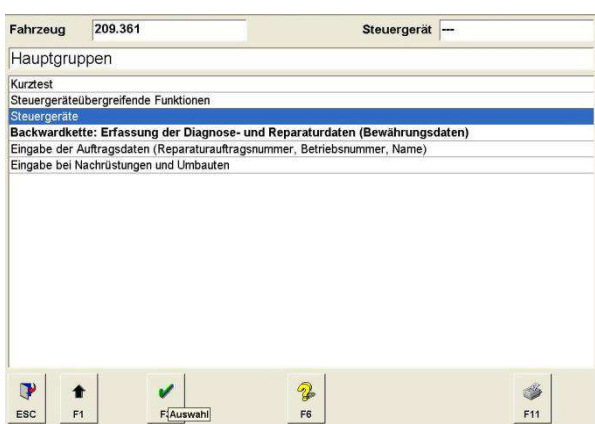 Fahrzeug 209.361 Steuergerät ---
Hauptgruppen
Kurztest
Steuergeräteübergreifende Funktionen
Steuergeräte
Backwardkette: Erfassung der Diagnose- und Reparaturdaten (Bewährungsdaten)
Eingabe der Auftragsdaten (Reparaturauftragsnummer, Betriebsnummer, Name)
Eingabe bei Nachrüstungen und Umbauten
ESC F1 Auswahl F6 F11